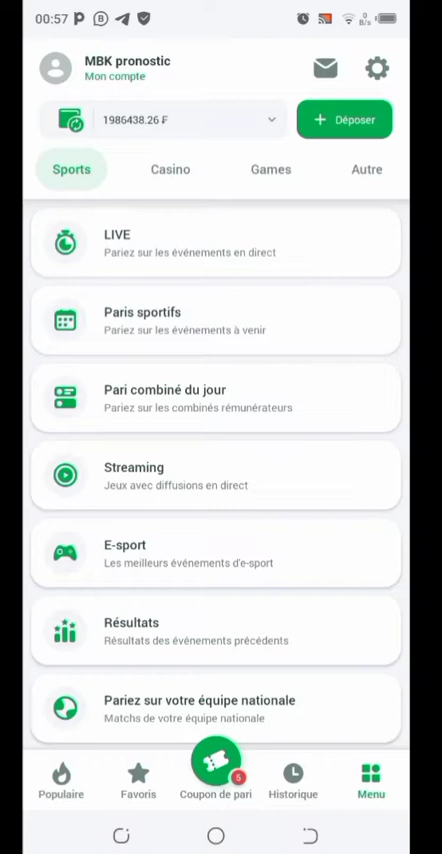 00:57
0
B/s
MBK pronostic
Mon compte
1986438.26 ₣
+ Déposer
Sports Casino Games Autre
LIVE
Pariez sur les événements en direct
Paris sportifs
Pariez sur les événements à venir
Pari combiné du jour
Pariez sur les combinés rémunérateurs
Streaming
Jeux avec diffusions en direct
E-sport
Les meilleurs événements d'e-sport
Résultats
Résultats des événements précédents
Pariez sur votre équipe nationale
Matchs de votre équipe nationale
5
Populaire Favoris Coupon de pari Historique Menu